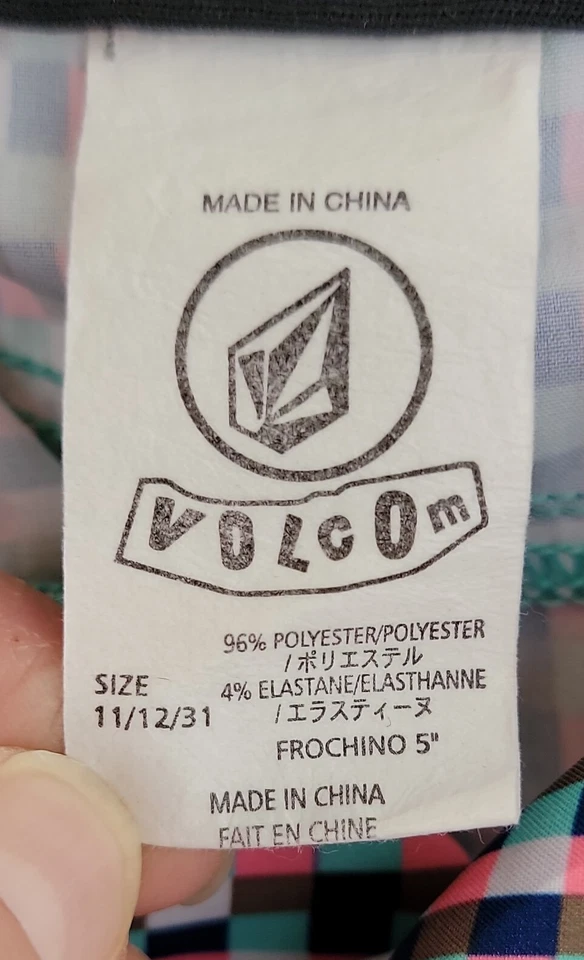 MADE IN CHINA
VOLCOm
96% POLYESTER/POLYESTER
/ポリエステル
4% ELASTANE/ELASTHANNE
/エラスティーヌ
SIZE
11/12/31
FROCHINO 5"
MADE IN CHINA
FAIT EN CHINE